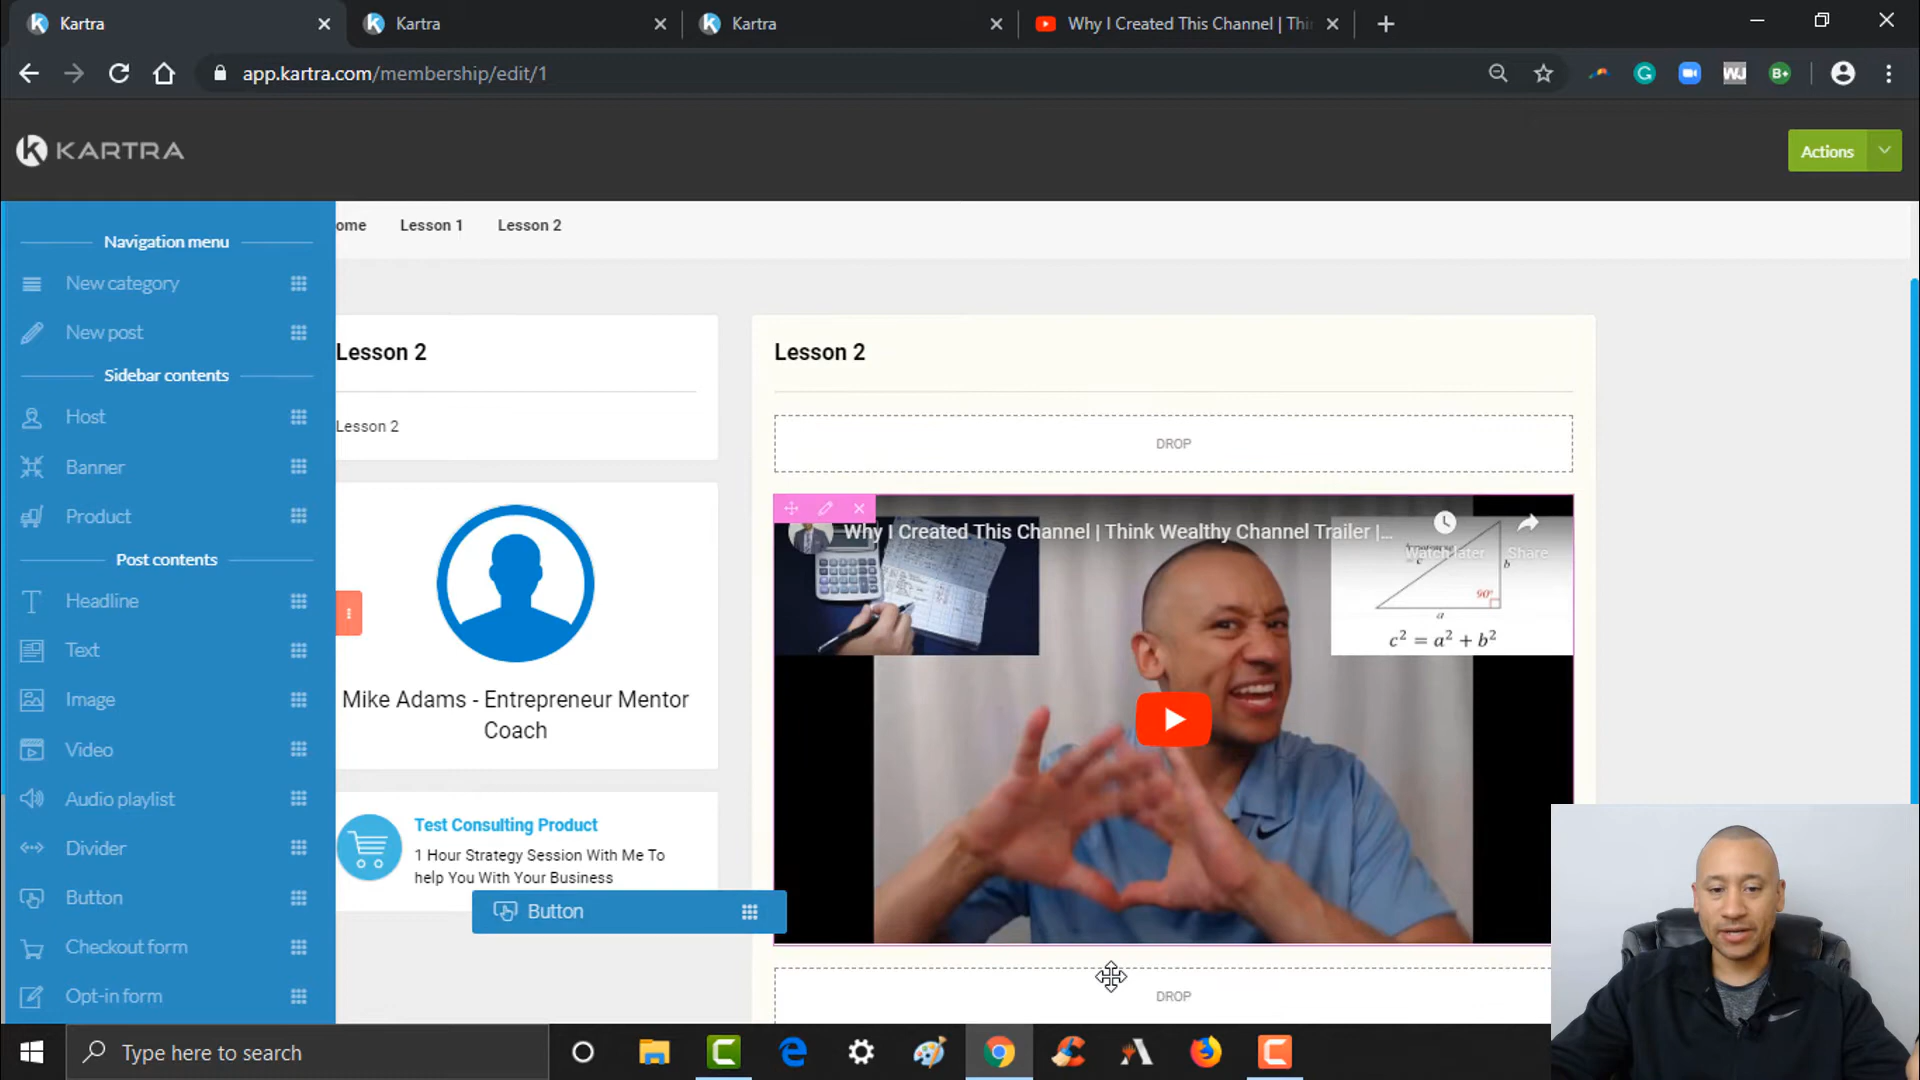 Kartra
Kartra
Kartra
Why I Created This Channel | Thi
app.kartra.com/membership/edit/1
WJ
B+
KARTRA
Actions
Navigation menu
New category
New post
Sidebar contents
Host
Banner
Product
Post contents
Headline
Text
Image
Video
Audio playlist
Divider
Button
Checkout form
Opt-in form
ome
Lesson 1
Lesson 2
Lesson 2
Lesson 2
Mike Adams - Entrepreneur Mentor
Coach
Test Consulting Product
1 Hour Strategy Session With Me To
help You With Your Business
Button
Lesson 2
DROP
Why I Created This Channel | Think Wealthy Channel Trailer |...
Watch later
Share
c
b
90°
a
c² = a² + b²
DROP
Type here to search